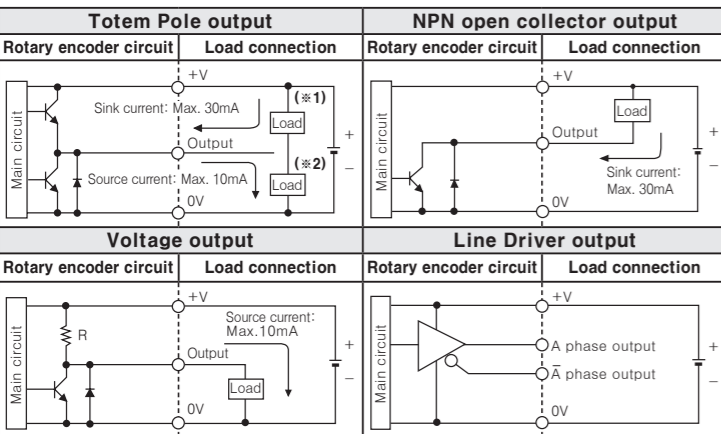 Totem Pole output
NPN open collector output
Rotary encoder circuit
Load connection
Rotary encoder circuit
Load connection
Main circuit
+V
Sink current: Max. 30mA
(※1)
Load
Output
Source current: Max. 10mA
(※2)
Load
0V
+
−
Main circuit
+V
Load
Output
Sink current:
Max. 30mA
0V
+
−
Voltage output
Line Driver output
Rotary encoder circuit
Load connection
Rotary encoder circuit
Load connection
Main circuit
R
+V
Source current:
Max.10mA
Output
Load
0V
+
−
Main circuit
+V
A phase output
A̅ phase output
0V
+
−